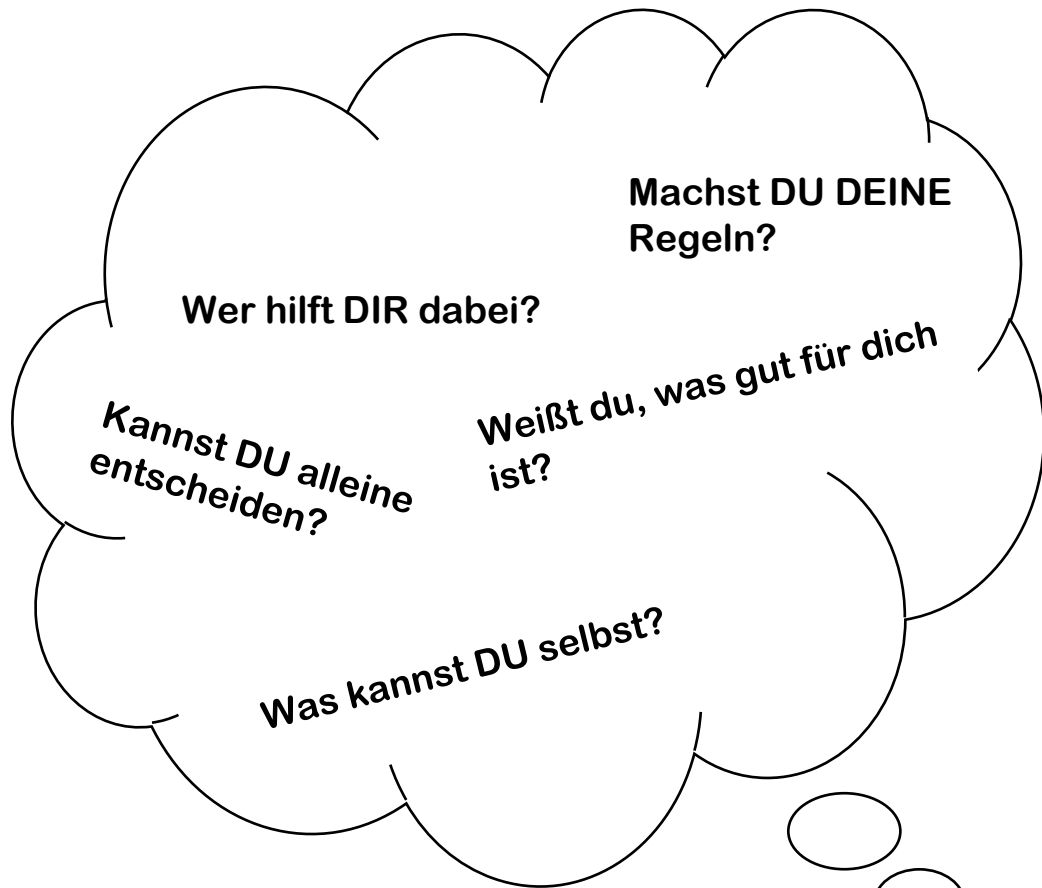 Machst DU DEINE
Regeln?
Wer hilft DIR dabei?
Weißt du, was gut für dich
ist?
Kannst DU alleine
entscheiden?
Was kannst DU selbst?